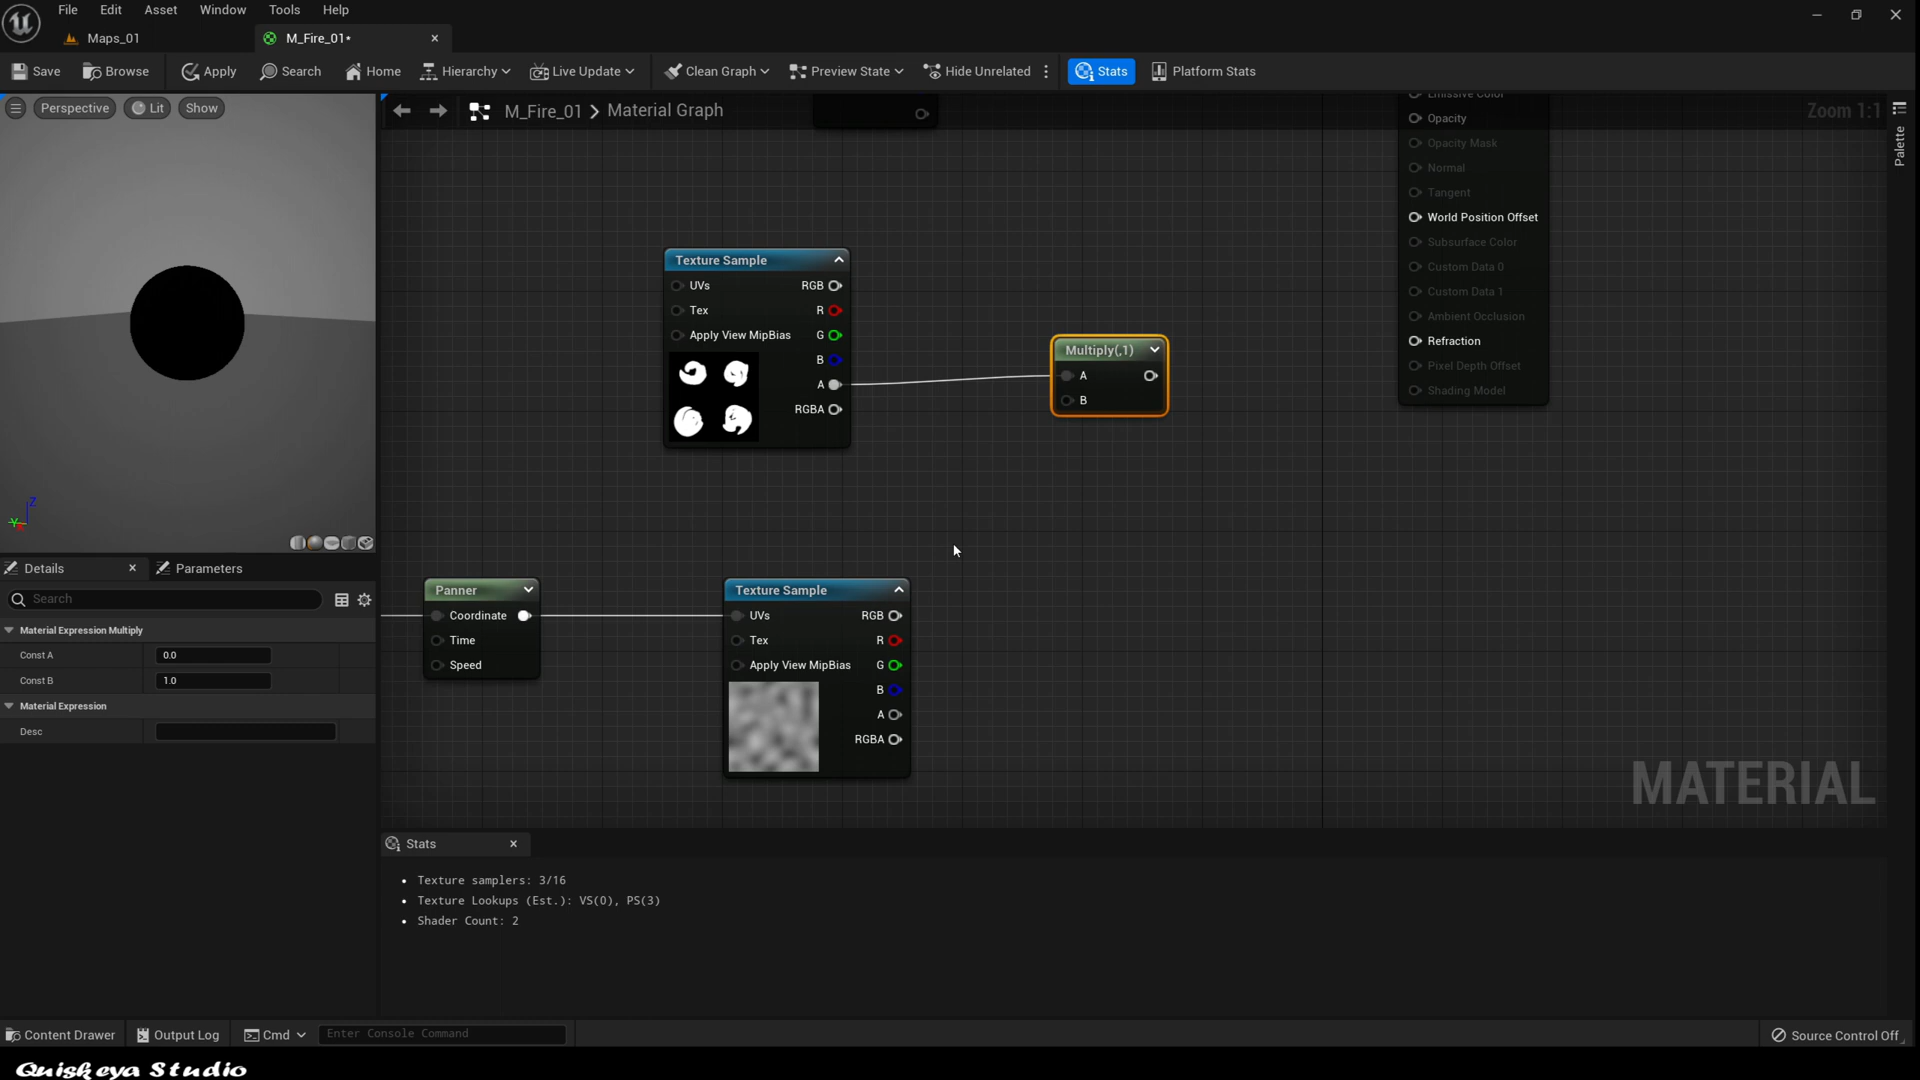 File Edit Asset Window Tools Help
Maps_01 M_Fire_01*
Save Browse Apply Search Home Hierarchy Live Update Clean Graph Preview State Hide Unrelated Stats Platform Stats
Perspective Lit Show
M_Fire_01 > Material Graph
Zoom 1:1
Palette
Emissive Color
Opacity
Opacity Mask
Normal
Tangent
World Position Offset
Subsurface Color
Custom Data 0
Custom Data 1
Ambient Occlusion
Refraction
Pixel Depth Offset
Shading Model
Texture Sample
UVs RGB
Tex R
Apply View MipBias G
B
A
RGBA
Multiply(,1)
A
B
Z
Y
Details Parameters
Search
Material Expression Multiply
Const A 0.0
Const B 1.0
Material Expression
Desc
Panner
Coordinate
Time
Speed
Texture Sample
UVs RGB
Tex R
Apply View MipBias G
B
A
RGBA
MATERIAL
Stats
Texture samplers: 3/16
Texture Lookups (Est.): VS(0), PS(3)
Shader Count: 2
Content Drawer Output Log Cmd Enter Console Command Source Control Off
Quiskeya Studio